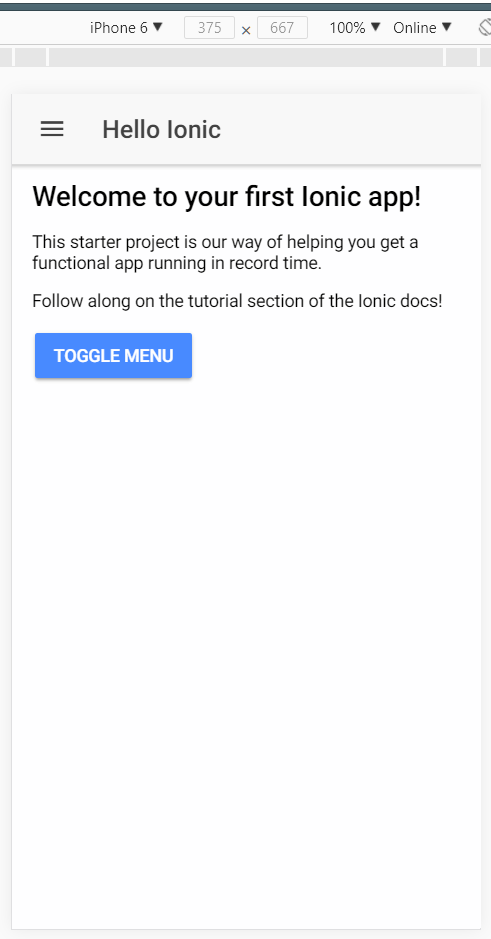 iPhone 6 ▼ 375 × 667 100% ▼ Online ▼
Hello Ionic
Welcome to your first Ionic app!
This starter project is our way of helping you get a
functional app running in record time.
Follow along on the tutorial section of the Ionic docs!
TOGGLE MENU